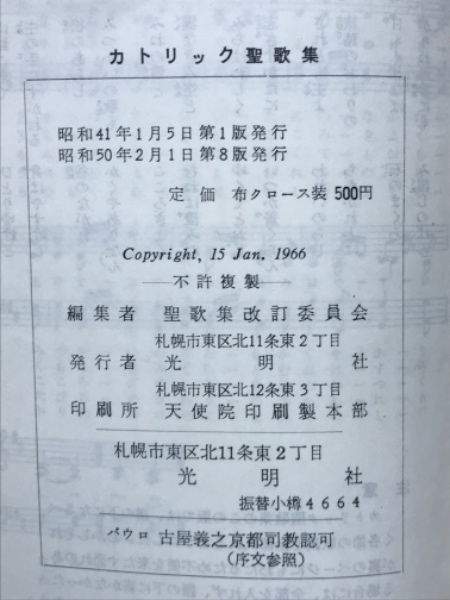 カトリック聖歌集
昭和41年1月5日第1版発行
昭和50年2月1日第8版発行
定価 布クロース装 500円
Copyright, 15 Jan. 1966
―不許複製―
編集者 聖歌集改訂委員会
札幌市東区北11条東2丁目
発行者 光明社
札幌市東区北12条東3丁目
印刷所 天使院印刷製本部
札幌市東区北11条東2丁目
光明社
振替小樽4664
パウロ 古屋義之京都司教認可
(序文参照)